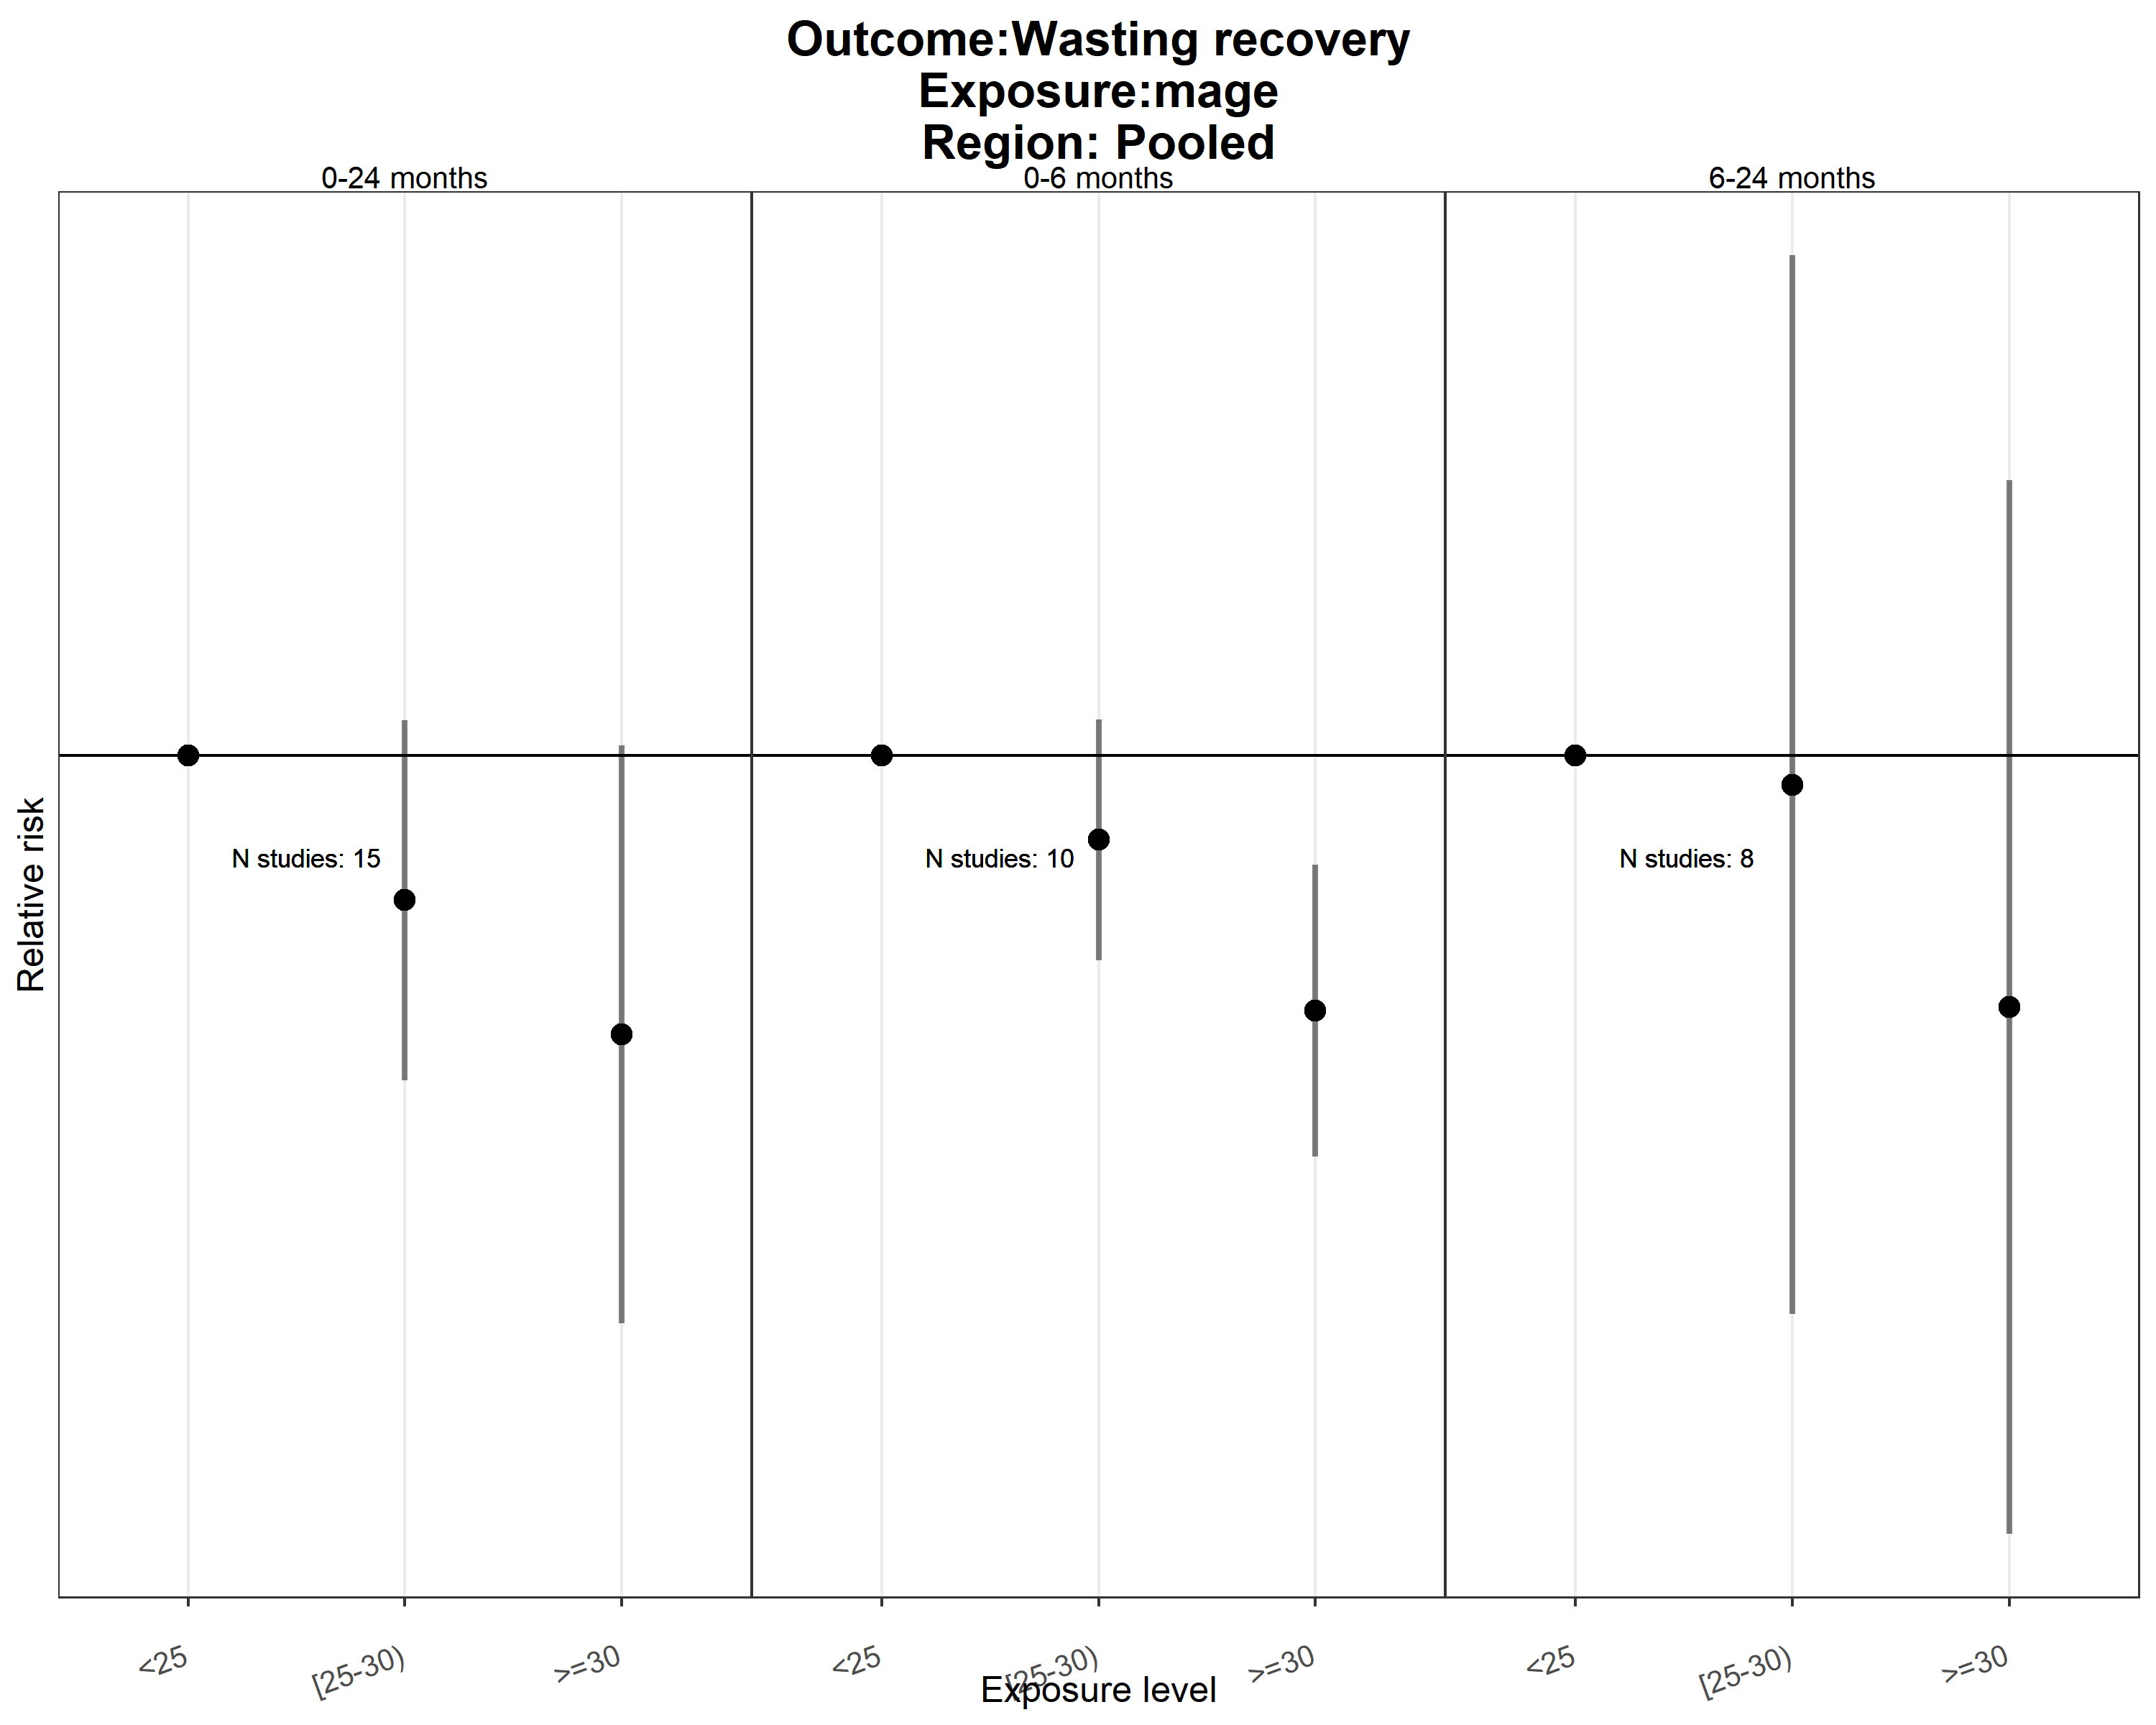 Outcome:Wasting recovery
Exposure:mage
Region: Pooled
0-24 months
0-6 months
6-24 months
Relative risk
N studies: 15
N studies: 10
N studies: 8
<25
[25-30)
>=30
<25
[25-30)
>=30
<25
[25-30)
>=30
Exposure level